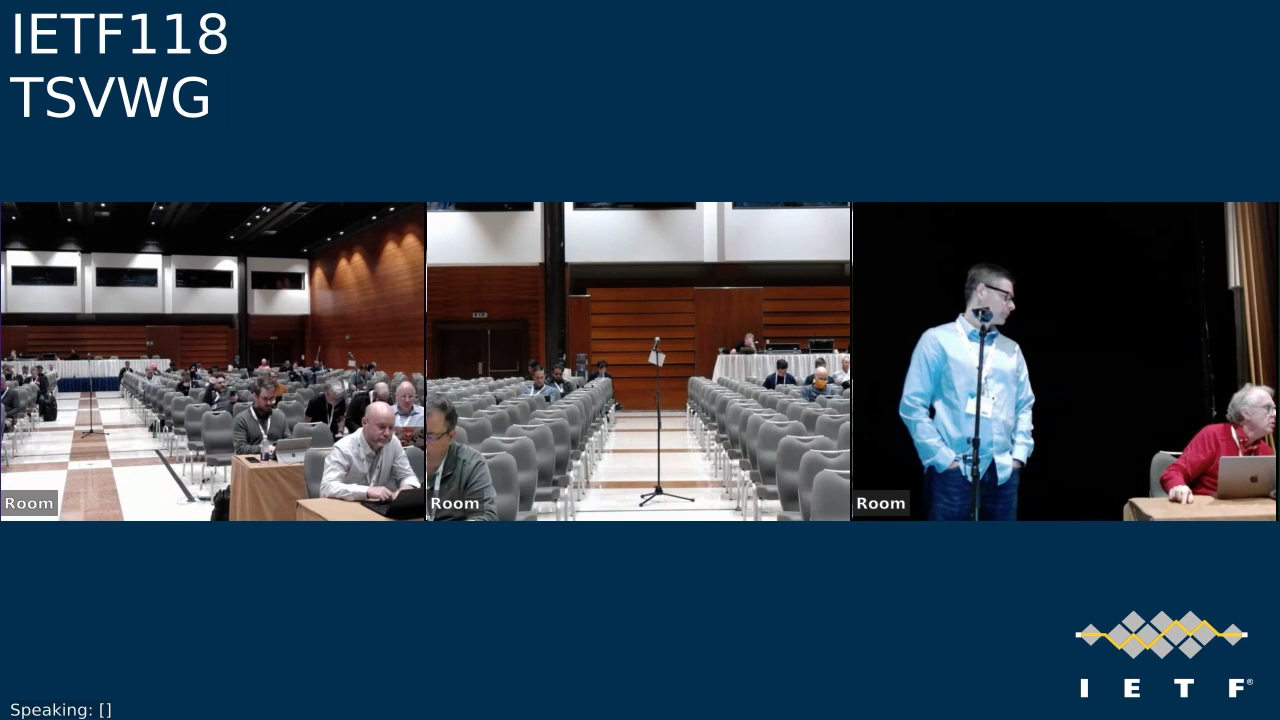 IETF118
TSVWG
Room
Room
Room
I E T F®
Speaking: []